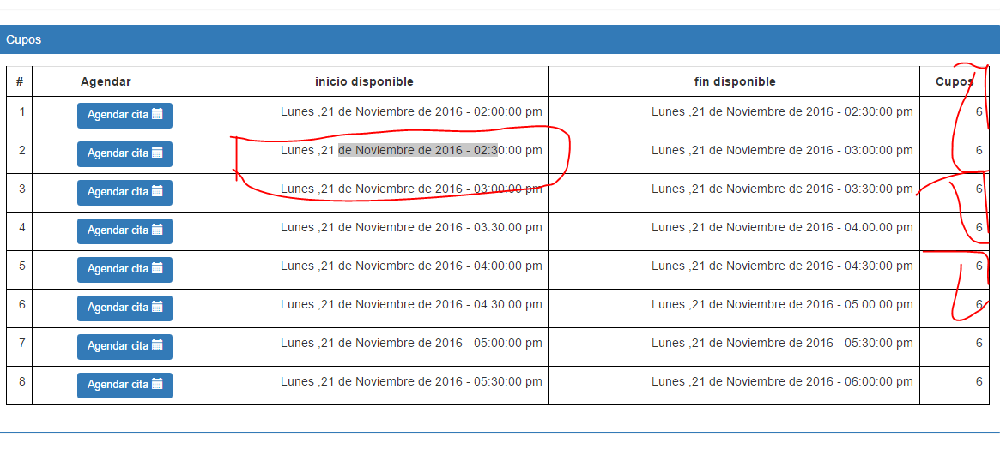 Cupos
# Agendar inicio disponible fin disponible Cupos
1 Agendar cita Lunes ,21 de Noviembre de 2016 - 02:00:00 pm Lunes ,21 de Noviembre de 2016 - 02:30:00 pm 6
2 Agendar cita Lunes ,21 de Noviembre de 2016 - 02:30:00 pm Lunes ,21 de Noviembre de 2016 - 03:00:00 pm 6
3 Agendar cita Lunes ,21 de Noviembre de 2016 - 03:00:00 pm Lunes ,21 de Noviembre de 2016 - 03:30:00 pm 6
4 Agendar cita Lunes ,21 de Noviembre de 2016 - 03:30:00 pm Lunes ,21 de Noviembre de 2016 - 04:00:00 pm 6
5 Agendar cita Lunes ,21 de Noviembre de 2016 - 04:00:00 pm Lunes ,21 de Noviembre de 2016 - 04:30:00 pm 6
6 Agendar cita Lunes ,21 de Noviembre de 2016 - 04:30:00 pm Lunes ,21 de Noviembre de 2016 - 05:00:00 pm 6
7 Agendar cita Lunes ,21 de Noviembre de 2016 - 05:00:00 pm Lunes ,21 de Noviembre de 2016 - 05:30:00 pm 6
8 Agendar cita Lunes ,21 de Noviembre de 2016 - 05:30:00 pm Lunes ,21 de Noviembre de 2016 - 06:00:00 pm 6